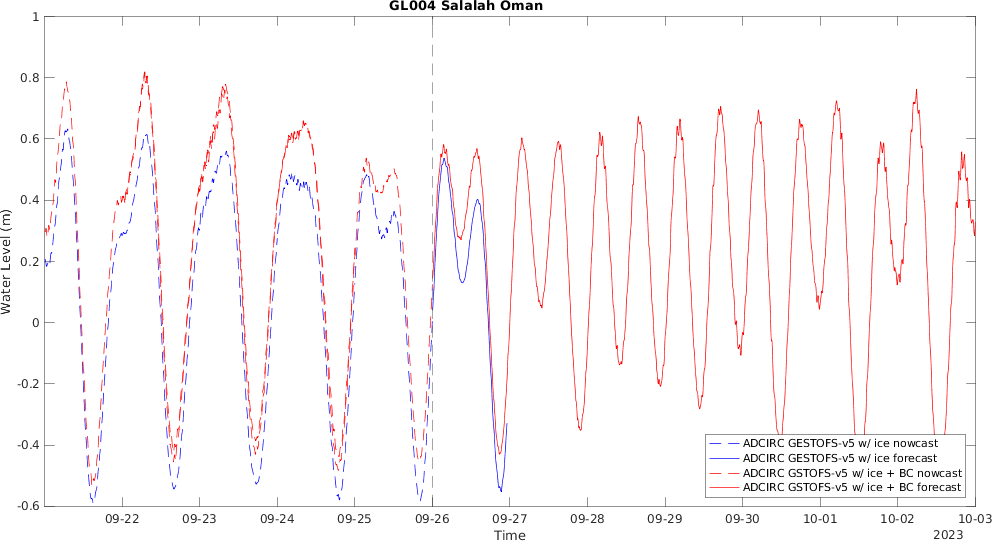 GL004 Salalah Oman
1
0.8
0.6
0.4
0.2
0
-0.2
-0.4
-0.6
Water Level (m)
ADCIRC GESTOFS-v5 w/ ice nowcast
ADCIRC GESTOFS-v5 w/ ice forecast
ADCIRC GSTOFS-v5 w/ ice + BC nowcast
ADCIRC GSTOFS-v5 w/ ice + BC forecast
09-22 09-23 09-24 09-25 09-26 09-27 09-28 09-29 09-30 10-01 10-02 10-03
Time
2023